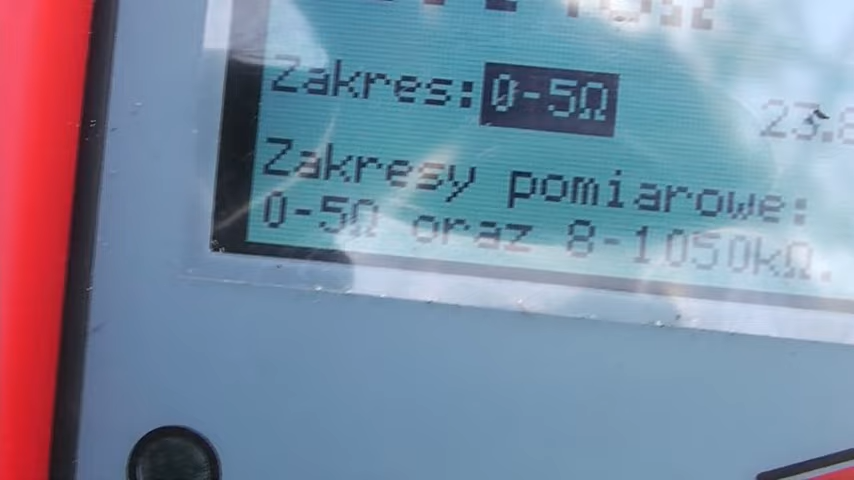 Zakres: 0-5Ω
Zakresy pomiarowe:
0-5Ω oraz 8-1050kΩ.